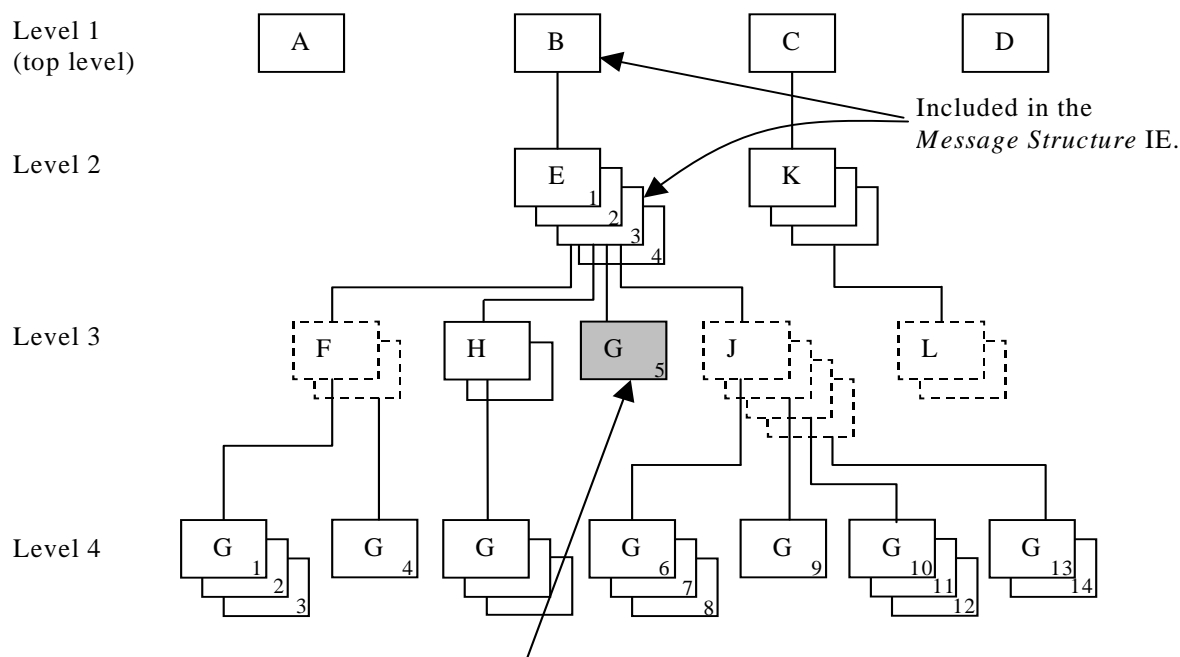 Level 1
(top level)
A
B
C
D
Included in the
Message Structure IE.
Level 2
E
1
2
3
4
K
Level 3
F
H
G
5
J
L
Level 4
G
1
2
3
G
4
G
G
6
7
8
G
9
G
10
11
12
G
13
14